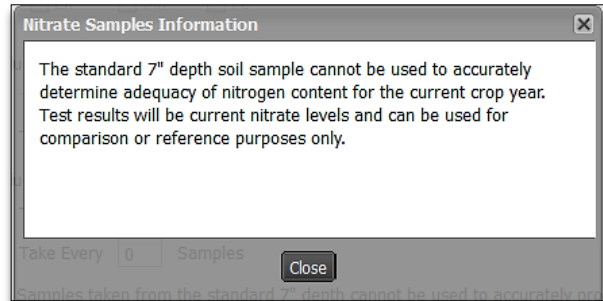 Nitrate Samples Information
The standard 7" depth soil sample cannot be used to accurately
determine adequacy of nitrogen content for the current crop year.
Test results will be current nitrate levels and can be used for
comparison or reference purposes only.
Take Every 0 Samples
Close
Samples taken from the standard 7" depth cannot be used to accurately